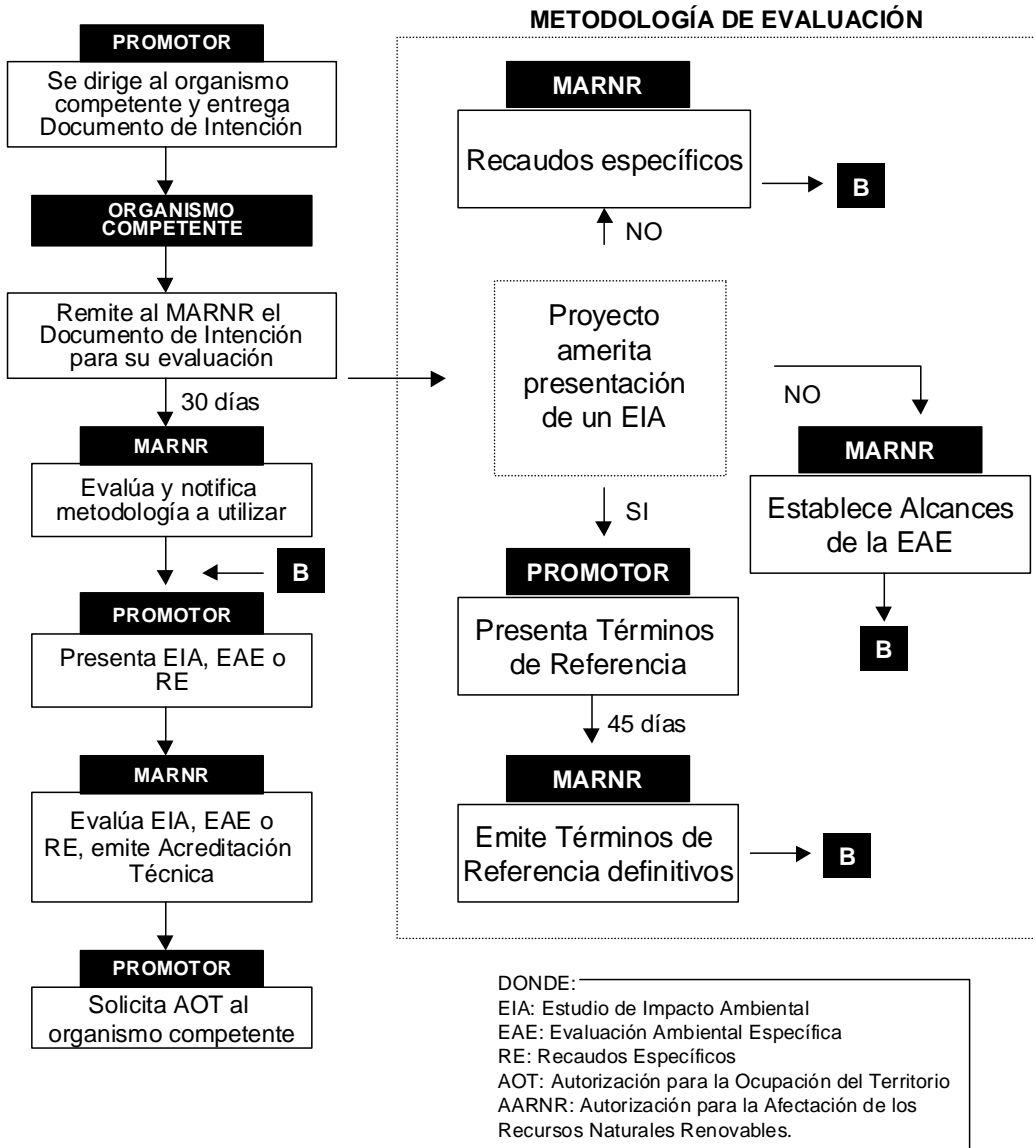 PROMOTOR
Se dirige al organismo
competente y entrega
Documento de Intención
ORGANISMO
COMPETENTE
Remite al MARNR el
Documento de Intención
para su evaluación
30 días
MARNR
Evalúa y notifica
metodología a utilizar
B
PROMOTOR
Presenta EIA, EAE o
RE
MARNR
Evalúa EIA, EAE o
RE, emite Acreditación
Técnica
PROMOTOR
Solicita AOT al
organismo competente
METODOLOGÍA DE EVALUACIÓN
MARNR
Recaudos específicos
B
NO
Proyecto
amerita
presentación
de un EIA
NO
MARNR
Establece Alcances
de la EAE
B
SI
PROMOTOR
Presenta Términos
de Referencia
45 días
MARNR
Emite Términos de
Referencia definitivos
B
DONDE:
EIA: Estudio de Impacto Ambiental
EAE: Evaluación Ambiental Específica
RE: Recaudos Específicos
AOT: Autorización para la Ocupación del Territorio
AARNR: Autorización para la Afectación de los
Recursos Naturales Renovables.